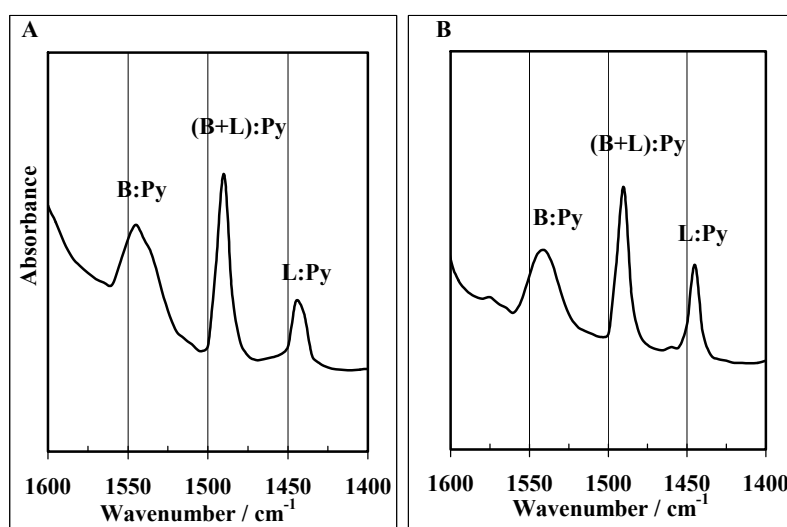 A
(B+L):Py
B:Py
L:Py
Absorbance
1600 1550 1500 1450 1400
Wavenumber / cm⁻¹
B
(B+L):Py
B:Py
L:Py
1600 1550 1500 1450 1400
Wavenumber / cm⁻¹